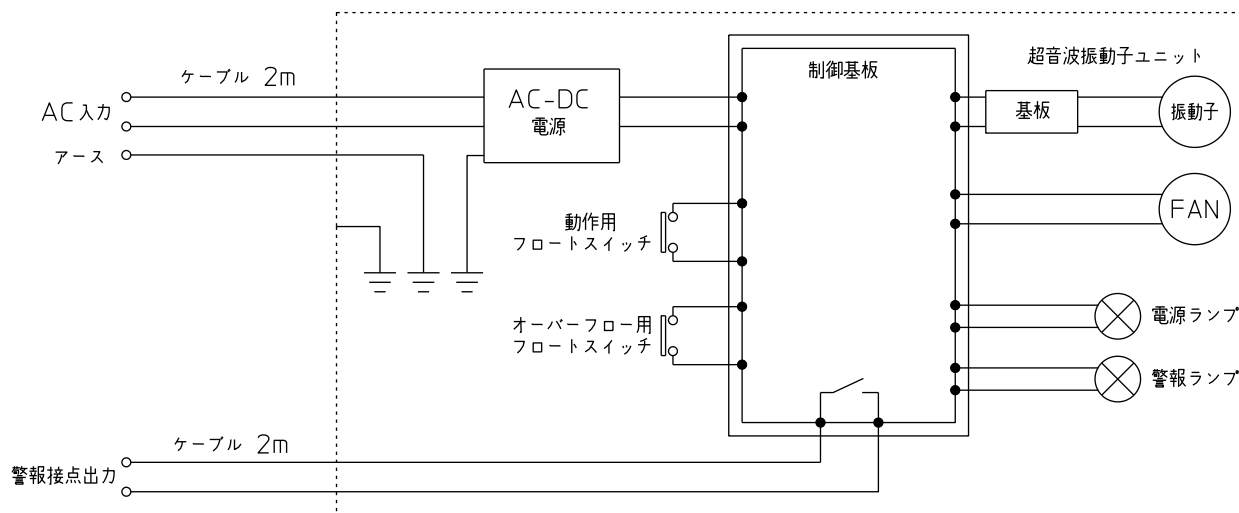 超音波振動子ユニット
制御基板
ケーブル 2m
AC-DC
電源
AC入力
基板
振動子
アース
FAN
動作用
フロートスイッチ
オーバーフロー用
フロートスイッチ
電源ランプ
警報ランプ
ケーブル 2m
警報接点出力